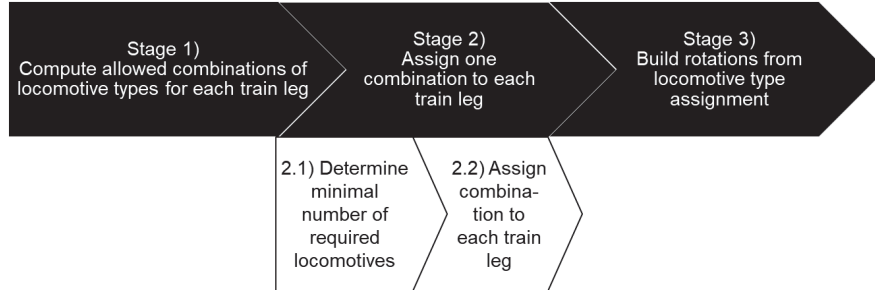 Stage 1)
Compute allowed combinations of
locomotive types for each train leg
Stage 2)
Assign one
combination to each
train leg
Stage 3)
Build rotations from
locomotive type
assignment
2.1) Determine
minimal
number of
required
locomotives
2.2) Assign
combina-
tion to
each train
leg